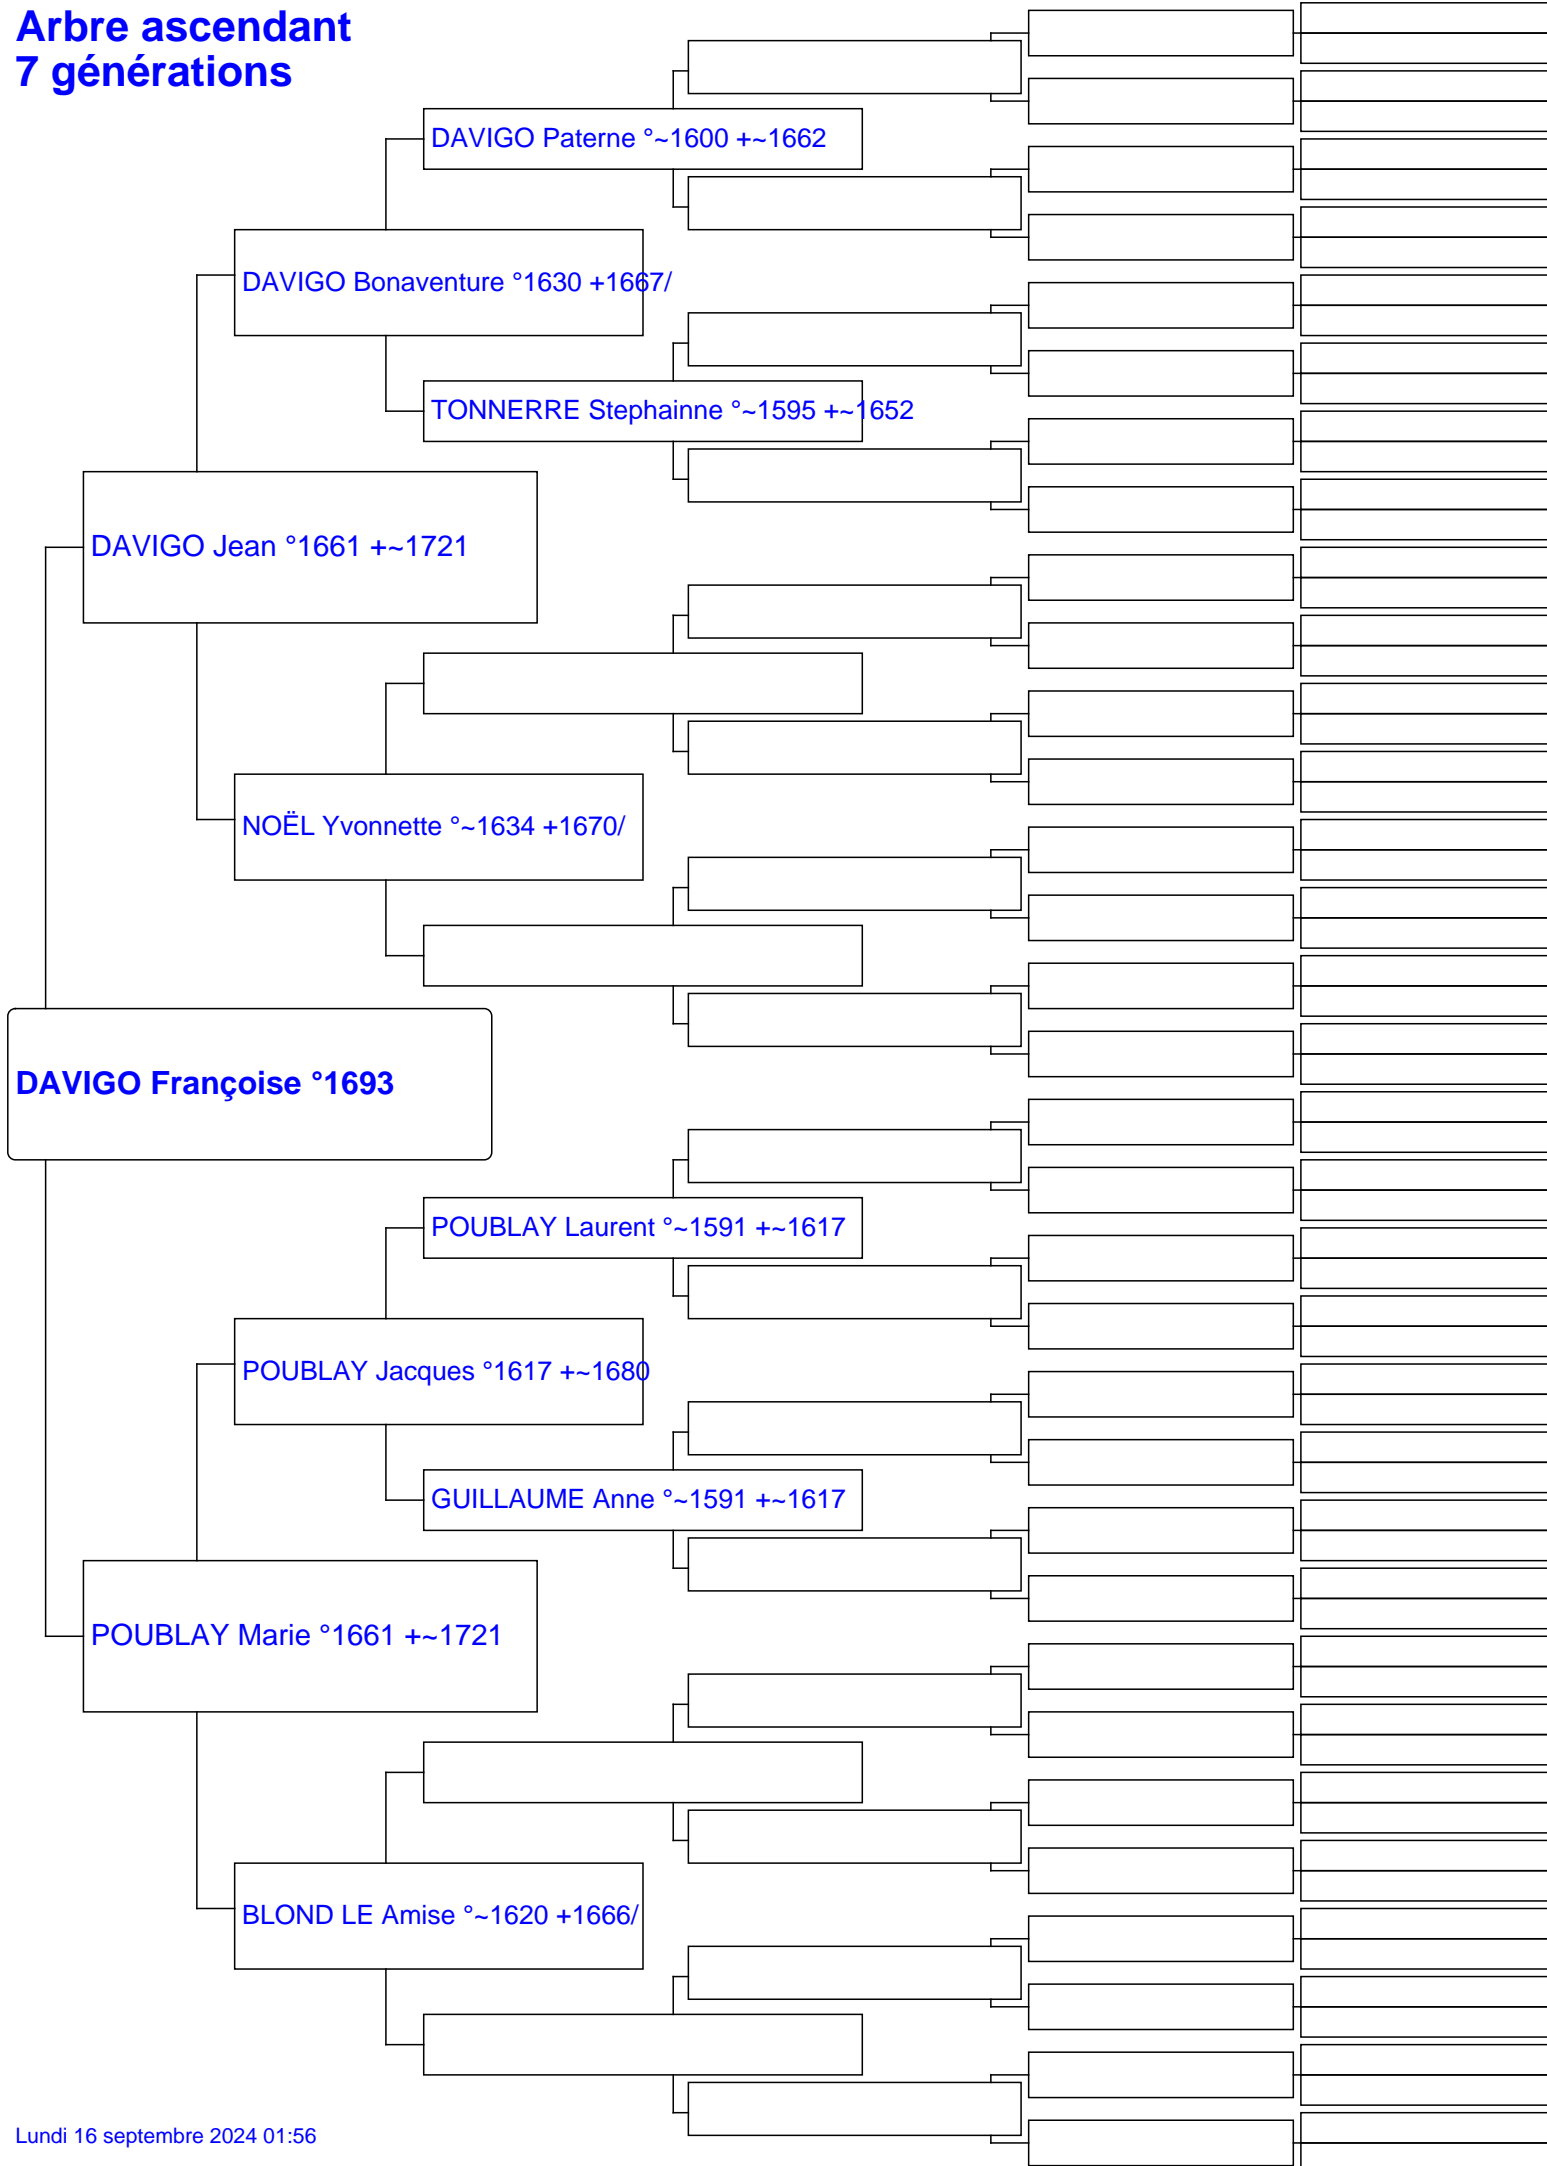 Arbre ascendant
7 générations
DAVIGO Paterne °~1600 +~1662
DAVIGO Bonaventure °1630 +1667/
TONNERRE Stephainne °~1595 +~1652
DAVIGO Jean °1661 +~1721
NOËL Yvonnette °~1634 +1670/
DAVIGO Françoise °1693
POUBLAY Laurent °~1591 +~1617
POUBLAY Jacques °1617 +~1680
GUILLAUME Anne °~1591 +~1617
POUBLAY Marie °1661 +~1721
BLOND LE Amise °~1620 +1666/
Lundi 16 septembre 2024 01:56